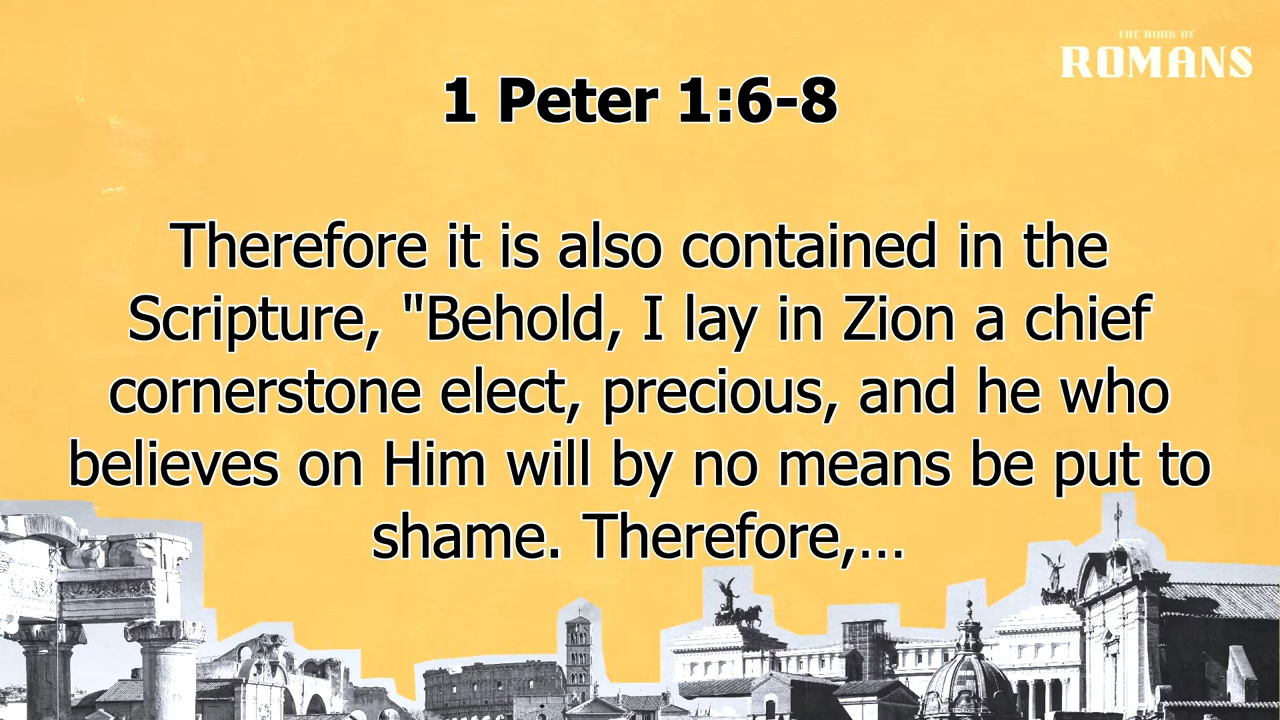 THE BOOK OF
ROMANS
1 Peter 1:6-8
Therefore it is also contained in the
Scripture, "Behold, I lay in Zion a chief
cornerstone elect, precious, and he who
believes on Him will by no means be put to
shame. Therefore,...